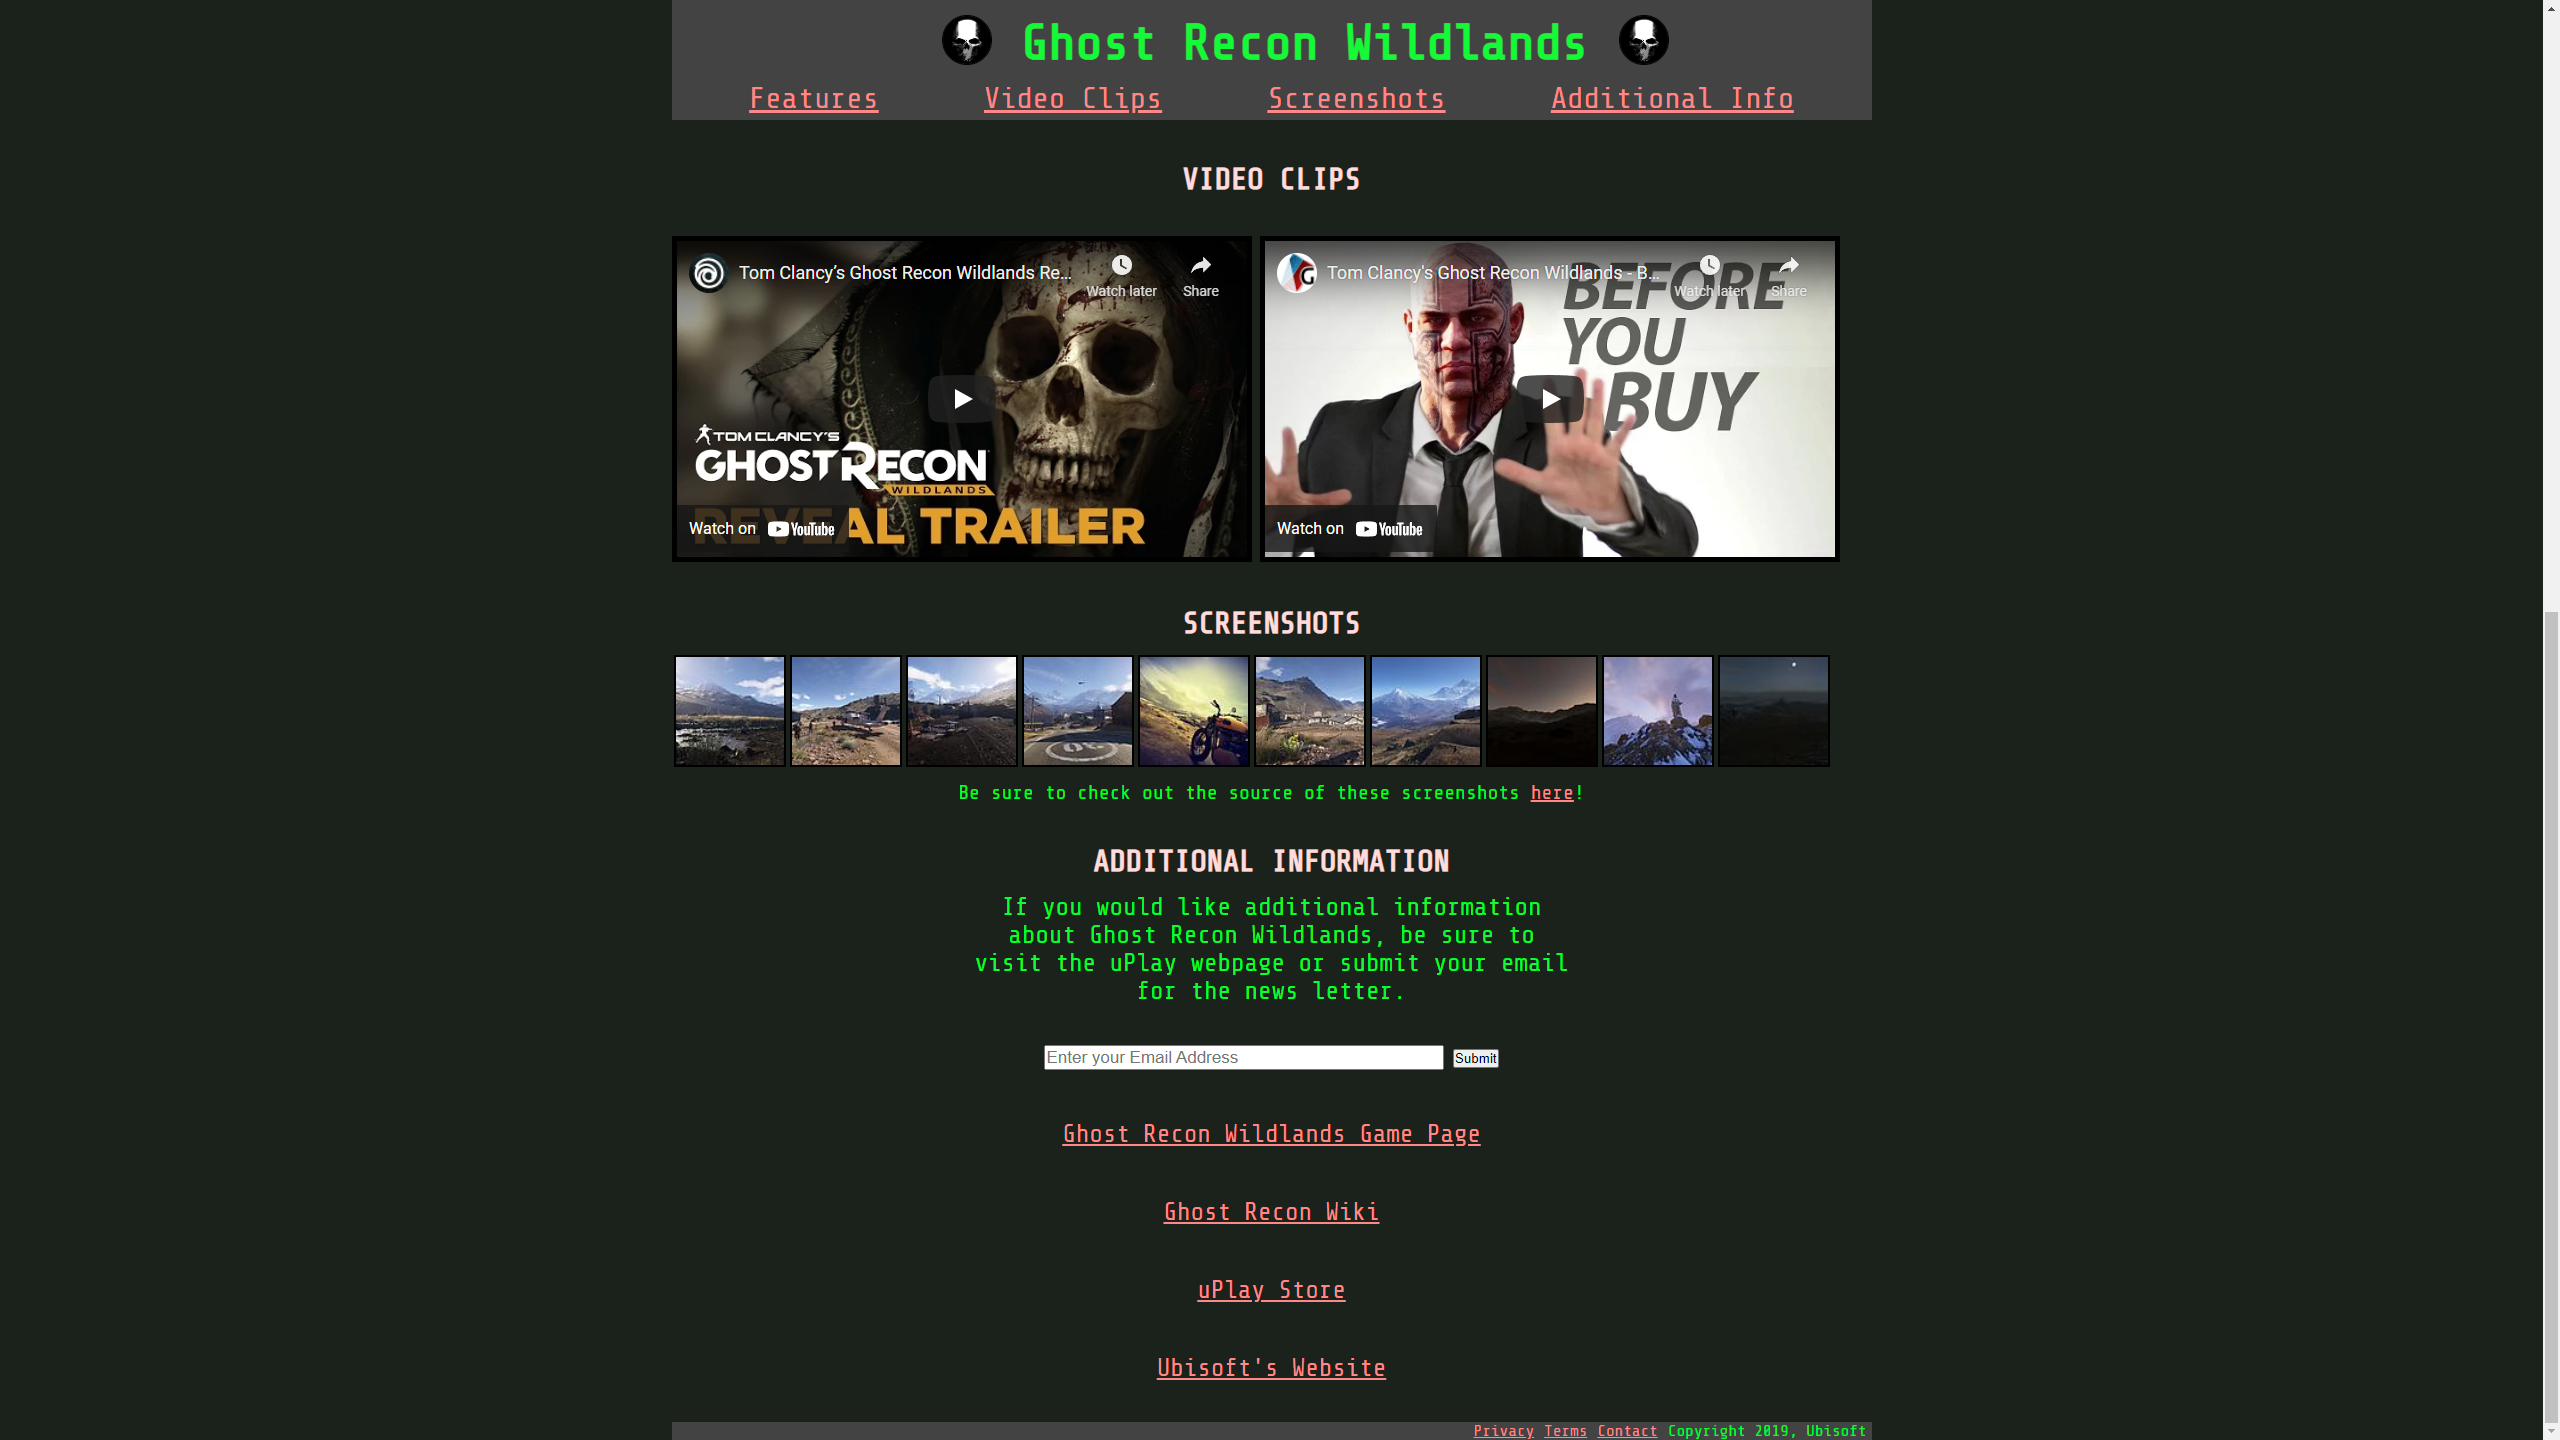 Ghost Recon Wildlands
Features Video Clips Screenshots Additional Info
VIDEO CLIPS
Tom Clancy’s Ghost Recon Wildlands Re...
Watch later Share
TOM CLANCY'S
GHOST RECON
WILDLANDS
REVEAL TRAILER
Watch on YouTube
Tom Clancy's Ghost Recon Wildlands - B...
Watch later Share
BEFORE
YOU
BUY
Watch on YouTube
SCREENSHOTS
Be sure to check out the source of these screenshots here!
ADDITIONAL INFORMATION
If you would like additional information
about Ghost Recon Wildlands, be sure to
visit the uPlay webpage or submit your email
for the news letter.
Enter your Email Address Submit
Ghost Recon Wildlands Game Page
Ghost Recon Wiki
uPlay Store
Ubisoft's Website
Privacy Terms Contact Copyright 2019, Ubisoft